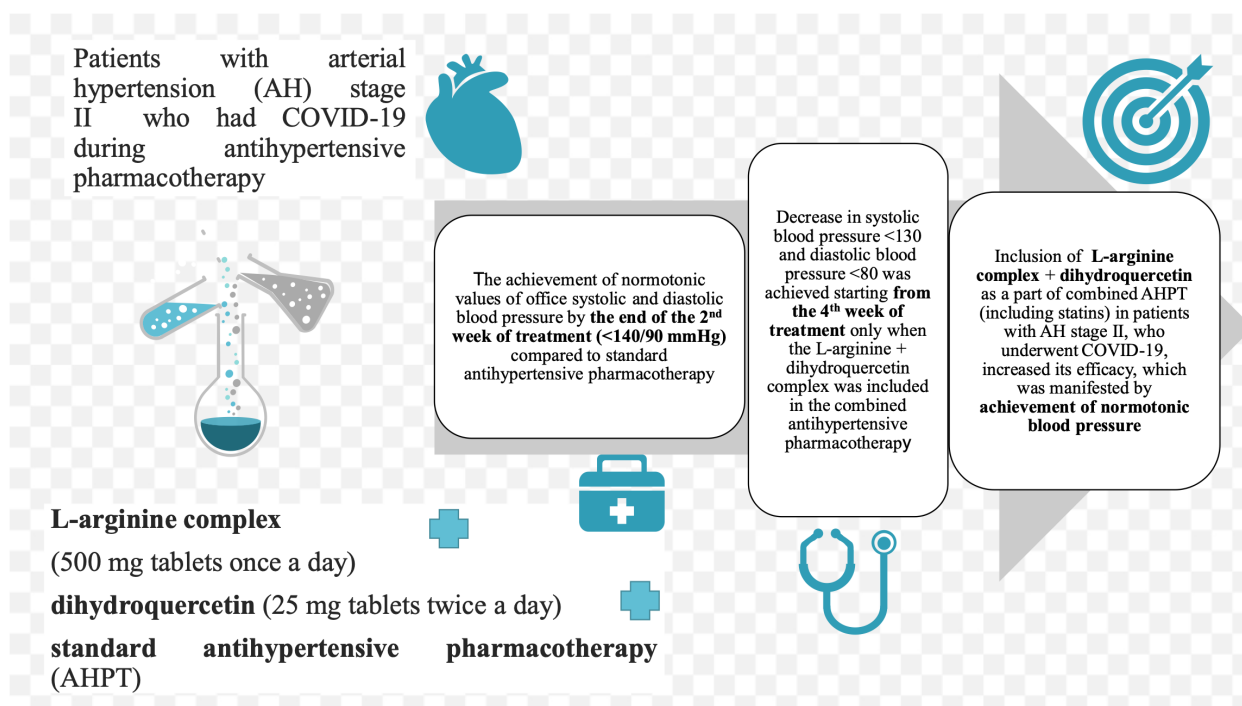 Patients with arterial
hypertension (AH) stage
II who had COVID-19
during antihypertensive
pharmacotherapy
The achievement of normotonic
values of office systolic and diastolic
blood pressure by the end of the 2nd
week of treatment (<140/90 mmHg)
compared to standard
antihypertensive pharmacotherapy
Decrease in systolic
blood pressure <130
and diastolic blood
pressure <80 was
achieved starting from
the 4th week of
treatment only when
the L-arginine +
dihydroquercetin
complex was included
in the combined
antihypertensive
pharmacotherapy
Inclusion of L-arginine
complex + dihydroquercetin
as a part of combined AHPT
(including statins) in patients
with AH stage II, who
underwent COVID-19,
increased its efficacy, which
was manifested by
achievement of normotonic
blood pressure
L-arginine complex
(500 mg tablets once a day)
dihydroquercetin (25 mg tablets twice a day)
standard antihypertensive pharmacotherapy
(AHPT)